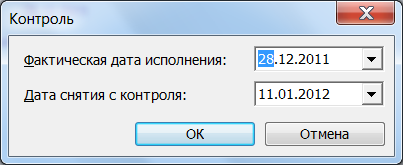 Контроль
Фактическая дата исполнения: 28.12.2011
Дата снятия с контроля: 11.01.2012
ОК Отмена